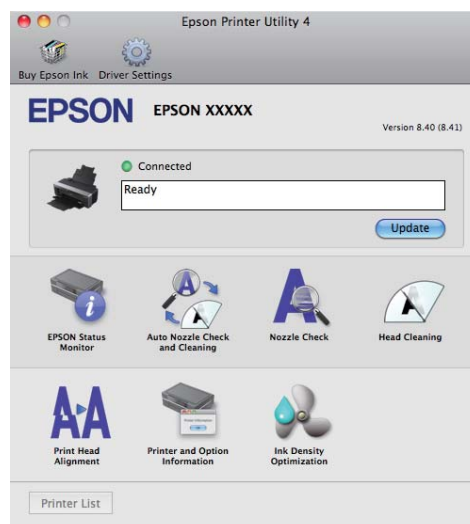 Epson Printer Utility 4
Buy Epson Ink Driver Settings
EPSON EPSON XXXXX
Version 8.40 (8.41)
Connected
Ready
Update
EPSON Status
Monitor
Auto Nozzle Check
and Cleaning
Nozzle Check
Head Cleaning
Print Head
Alignment
Printer and Option
Information
Ink Density
Optimization
Printer List